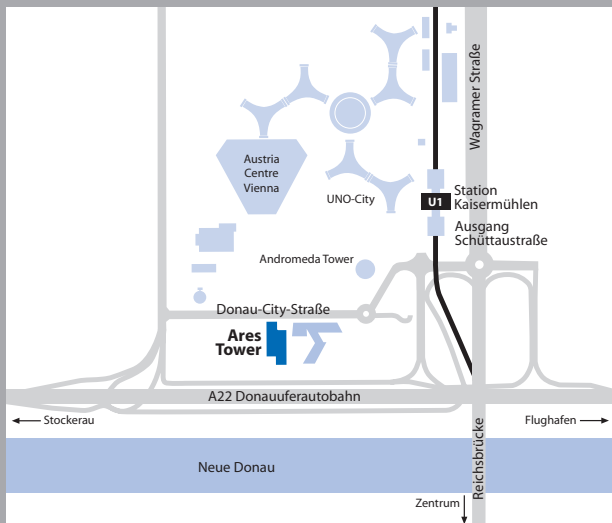 Wagramer Straße
Austria
Centre
Vienna
UNO-City
U1
Station
Kaisermühlen
Ausgang
Schüttaustraße
Andromeda Tower
Donau-City-Straße
Ares
Tower
A22 Donauuferautobahn
Stockerau
Flughafen
Neue Donau
Reichsbrücke
Zentrum